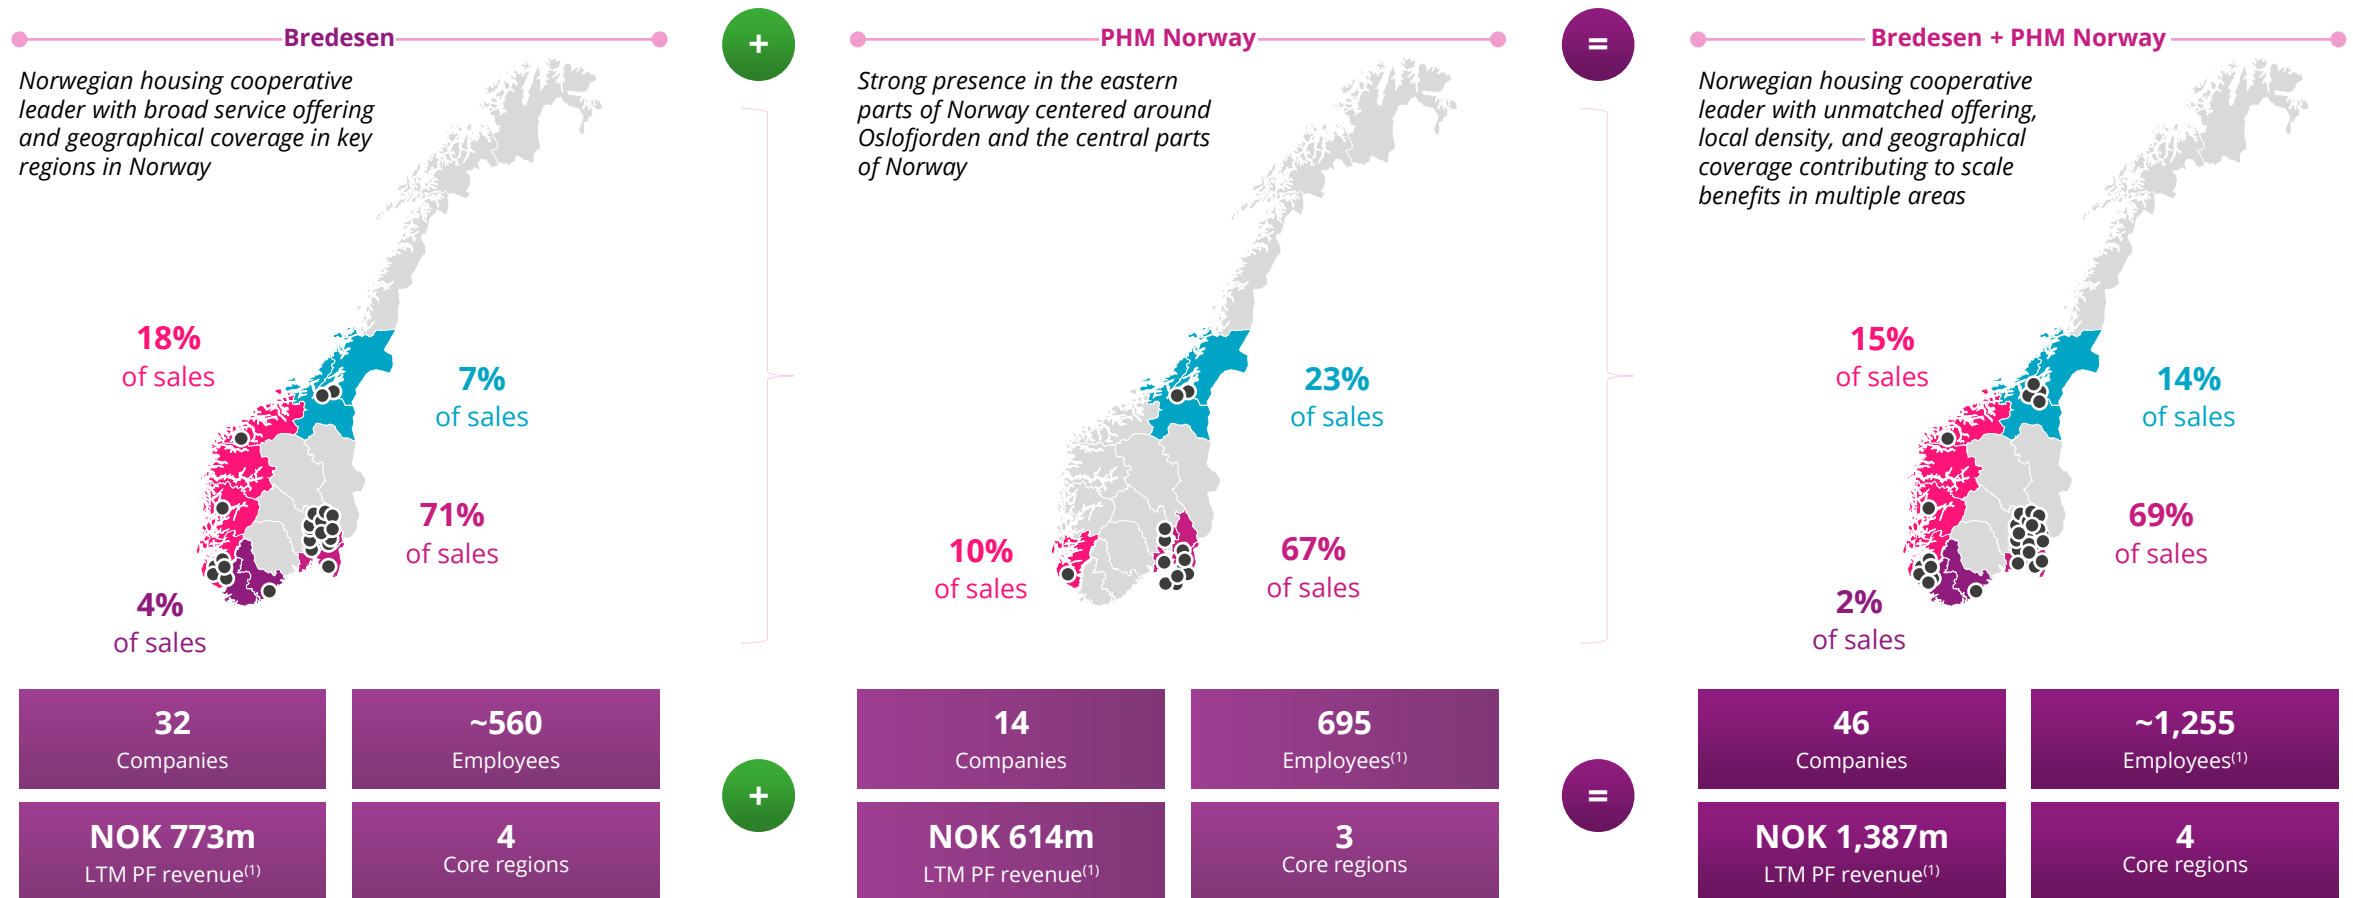 Bredesen
Norwegian housing cooperative
leader with broad service offering
and geographical coverage in key
regions in Norway
18%
of sales
7%
of sales
71%
of sales
4%
of sales
32
Companies
~560
Employees
NOK 773m
LTM PF revenue(1)
4
Core regions
+
+
PHM Norway
Strong presence in the eastern
parts of Norway centered around
Oslofjorden and the central parts
of Norway
23%
of sales
10%
of sales
67%
of sales
14
Companies
695
Employees(1)
NOK 614m
LTM PF revenue(1)
3
Core regions
=
=
Bredesen + PHM Norway
Norwegian housing cooperative
leader with unmatched offering,
local density, and geographical
coverage contributing to scale
benefits in multiple areas
15%
of sales
14%
of sales
69%
of sales
2%
of sales
46
Companies
~1,255
Employees(1)
NOK 1,387m
LTM PF revenue(1)
4
Core regions